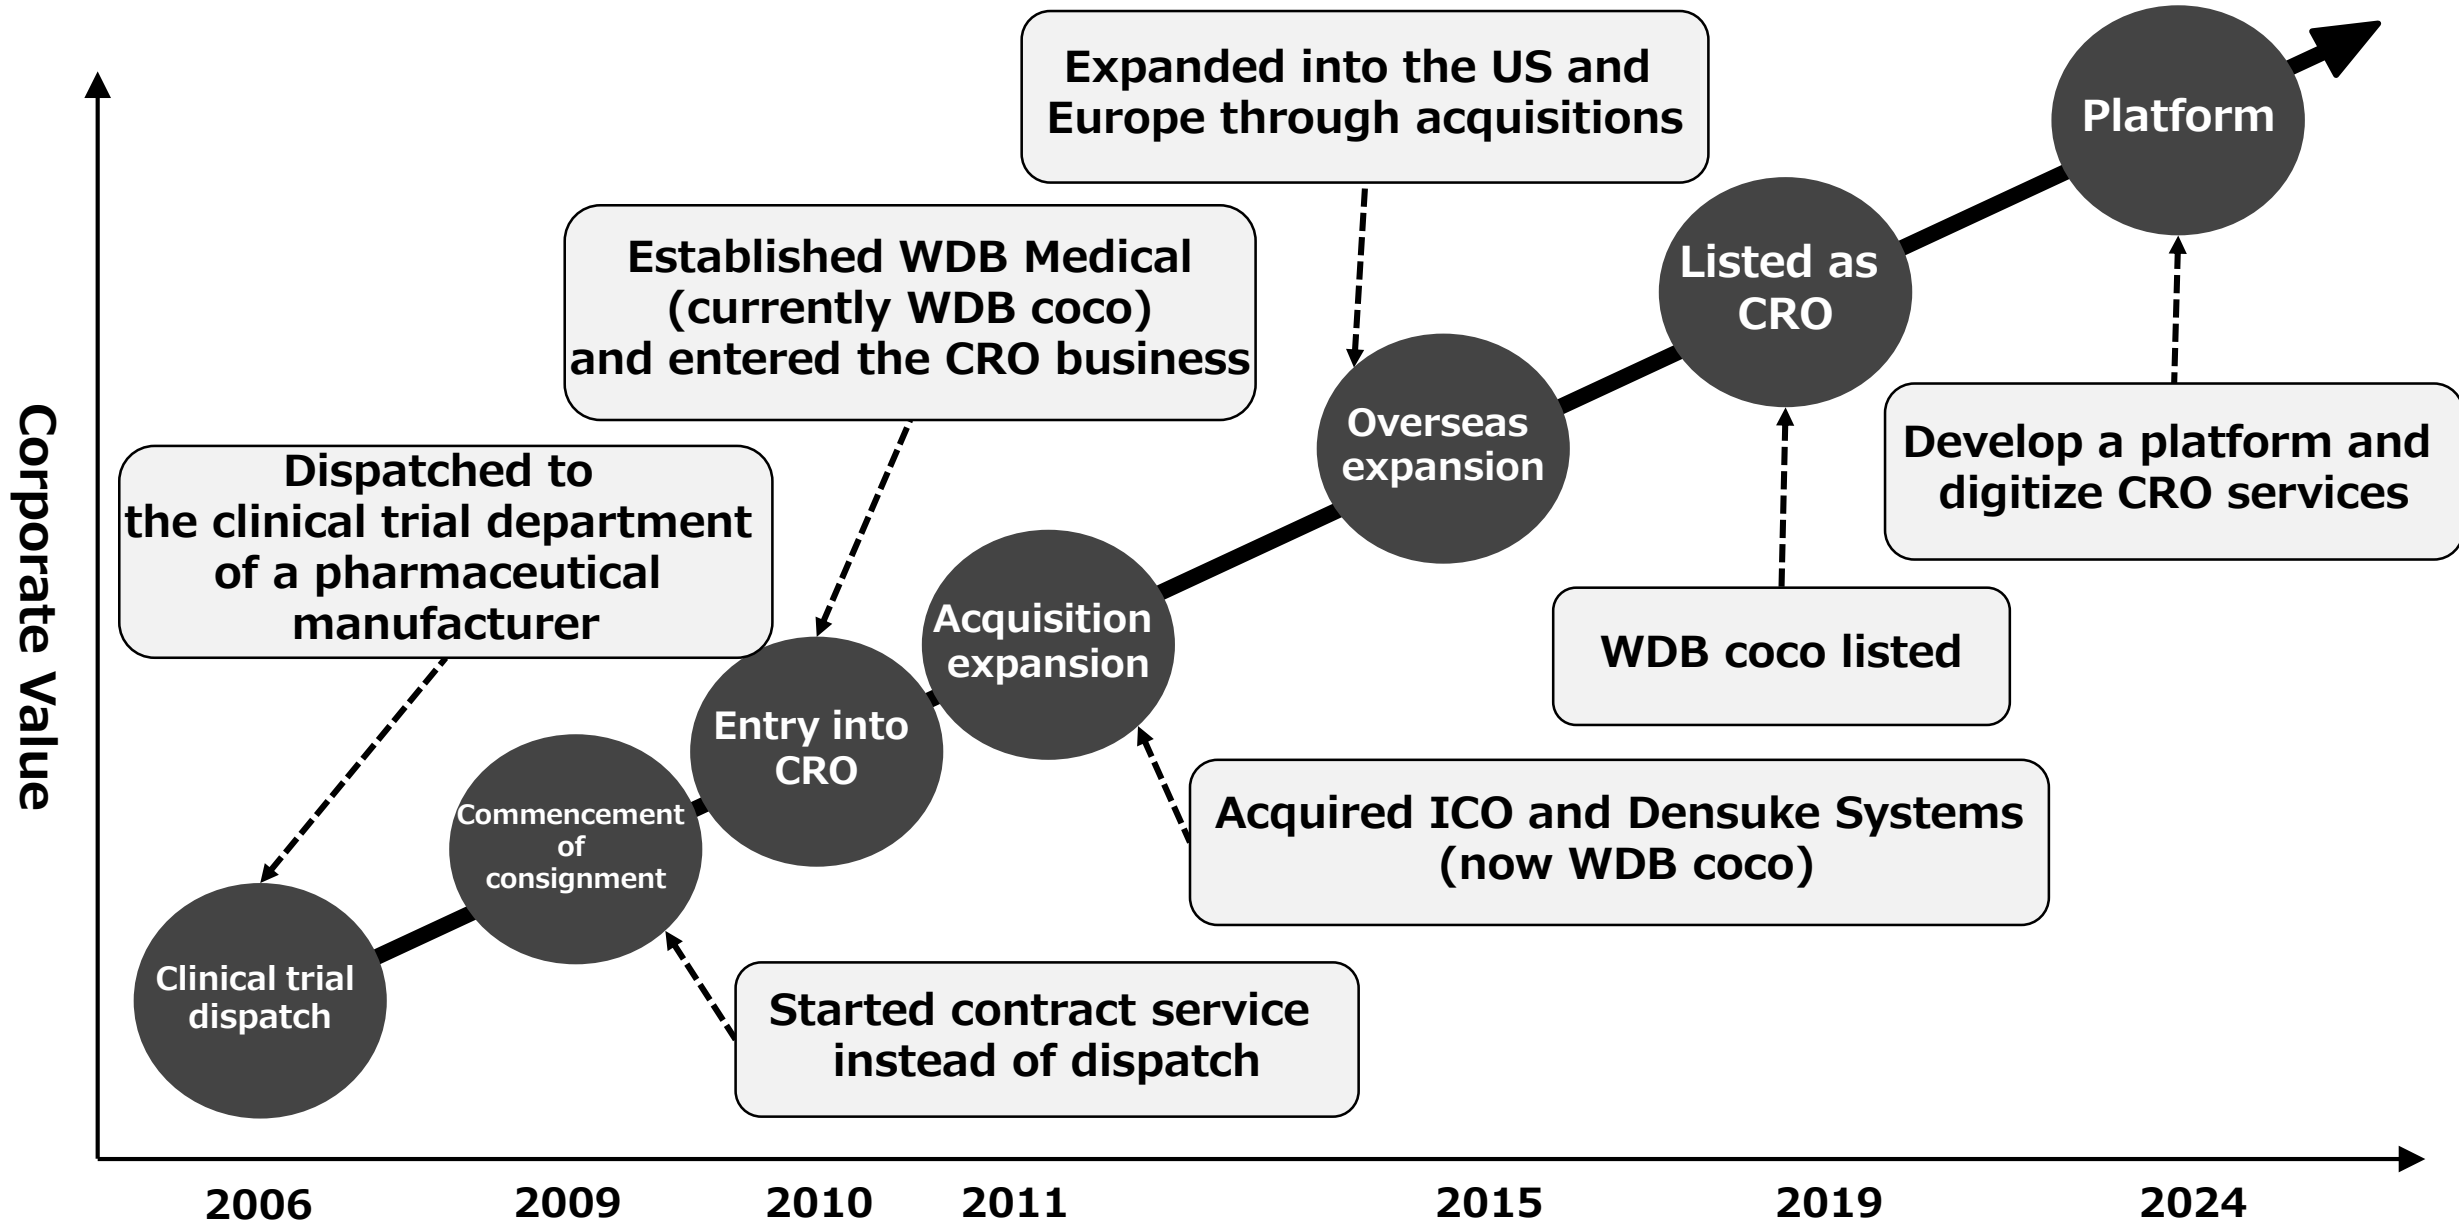 Expanded into the US and
Europe through acquisitions
Platform
Established WDB Medical
(currently WDB coco)
and entered the CRO business
Listed as
CRO
Corporate Value
Dispatched to
the clinical trial department
of a pharmaceutical
manufacturer
Overseas
expansion
Develop a platform and
digitize CRO services
Acquisition
expansion
WDB coco listed
Entry into
CRO
Commencement
of
consignment
Acquired ICO and Densuke Systems
(now WDB coco)
Clinical trial
dispatch
Started contract service
instead of dispatch
2006
2009
2010
2011
2015
2019
2024